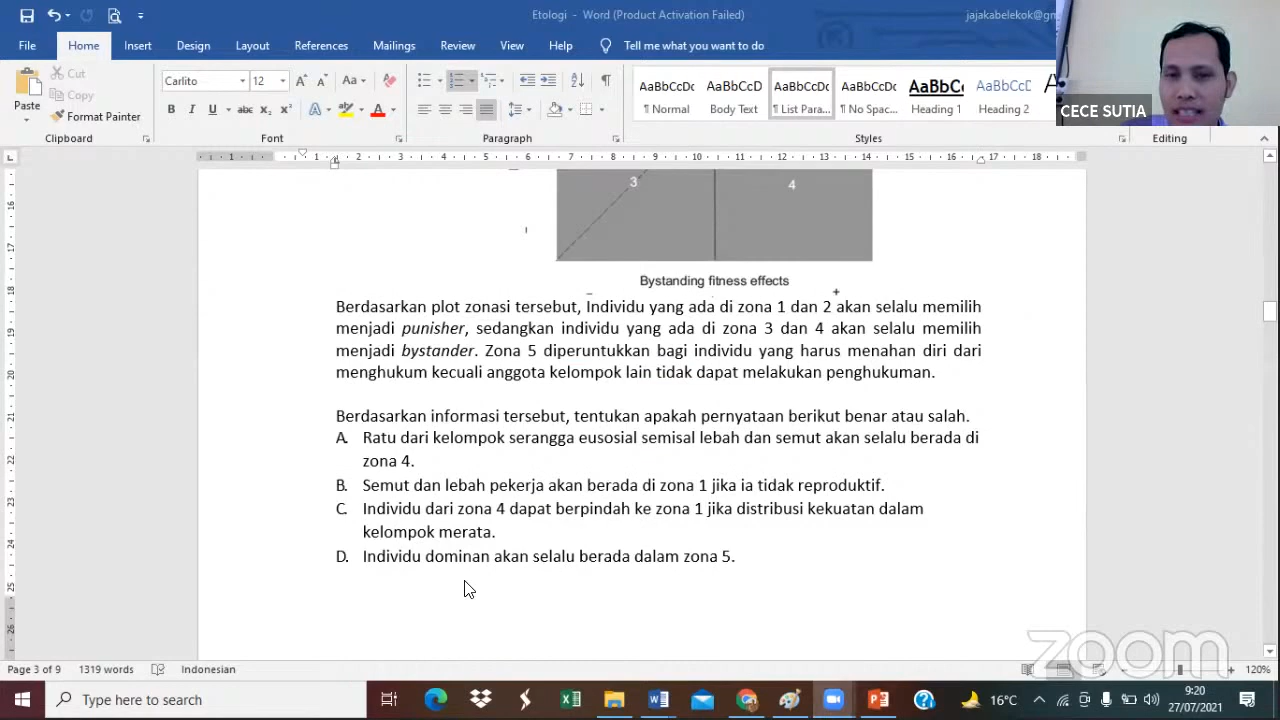 Etologi - Word (Product Activation Failed)
jajakabelekok@gm
File Home Insert Design Layout References Mailings Review View Help Tell me what you want to do
Paste
Cut
Copy
Format Painter
Clipboard
Carlito 12
Font
Paragraph
AaBbCcDc AaBbCcD AaBbCcDc AaBbCcDc AaBbCc AaBbCcDc
¶ Normal Body Text ¶ List Para... ¶ No Spac... Heading 1 Heading 2
Styles
Editing
CECE SUTIA
3 4
Bystanding fitness effects
– +
Berdasarkan plot zonasi tersebut, Individu yang ada di zona 1 dan 2 akan selalu memilih
menjadi punisher, sedangkan individu yang ada di zona 3 dan 4 akan selalu memilih
menjadi bystander. Zona 5 diperuntukkan bagi individu yang harus menahan diri dari
menghukum kecuali anggota kelompok lain tidak dapat melakukan penghukuman.
Berdasarkan informasi tersebut, tentukan apakah pernyataan berikut benar atau salah.
A. Ratu dari kelompok serangga eusosial semisal lebah dan semut akan selalu berada di
zona 4.
B. Semut dan lebah pekerja akan berada di zona 1 jika ia tidak reproduktif.
C. Individu dari zona 4 dapat berpindah ke zona 1 jika distribusi kekuatan dalam
kelompok merata.
D. Individu dominan akan selalu berada dalam zona 5.
zoom
Page 3 of 9 1319 words Indonesian 120%
Type here to search
16°C
9:20
27/07/2021